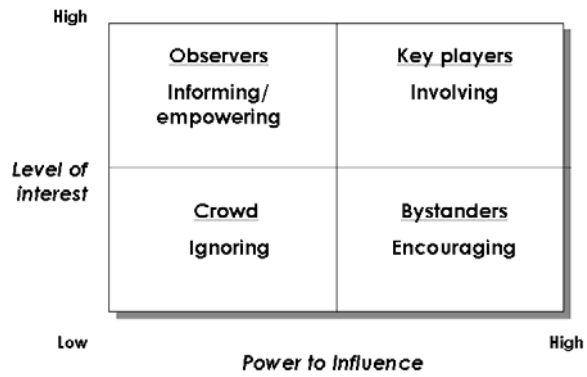 High
Observers
Key players
Informing/
empowering
Involving
Level of
interest
Crowd
Bystanders
Ignoring
Encouraging
Low
High
Power to Influence